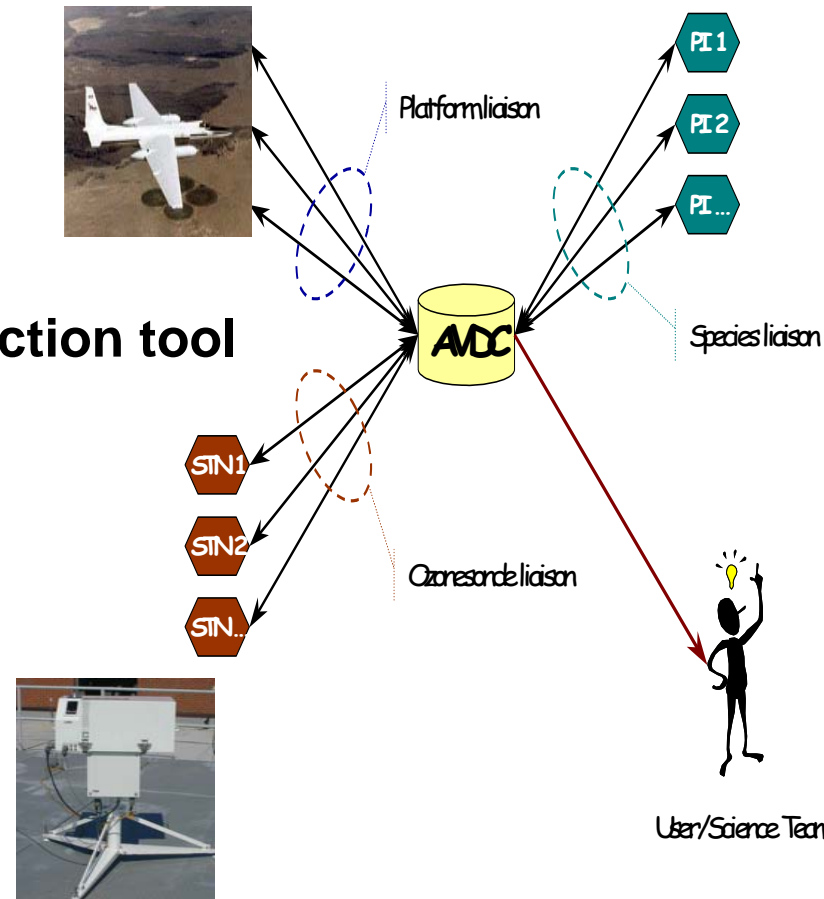 PI 1
Platform liaison
PI 2
PI ...
ction tool
AVDC
Species liaison
STN1
STN2
Ozonesonde liaison
STN...
User/Science Team